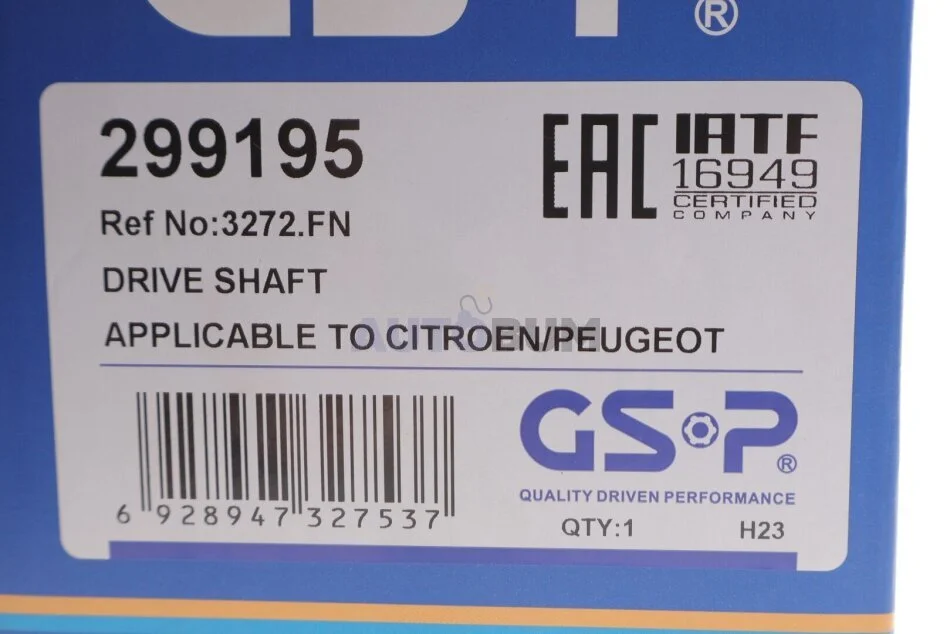 ®
299195
EAC
IATF
16949
CERTIFIED
COMPANY
Ref No:3272.FN
DRIVE SHAFT
APPLICABLE TO CITROEN/PEUGEOT
AUTODUM
GSP®
QUALITY DRIVEN PERFORMANCE
6 928947 327537
QTY:1 H23